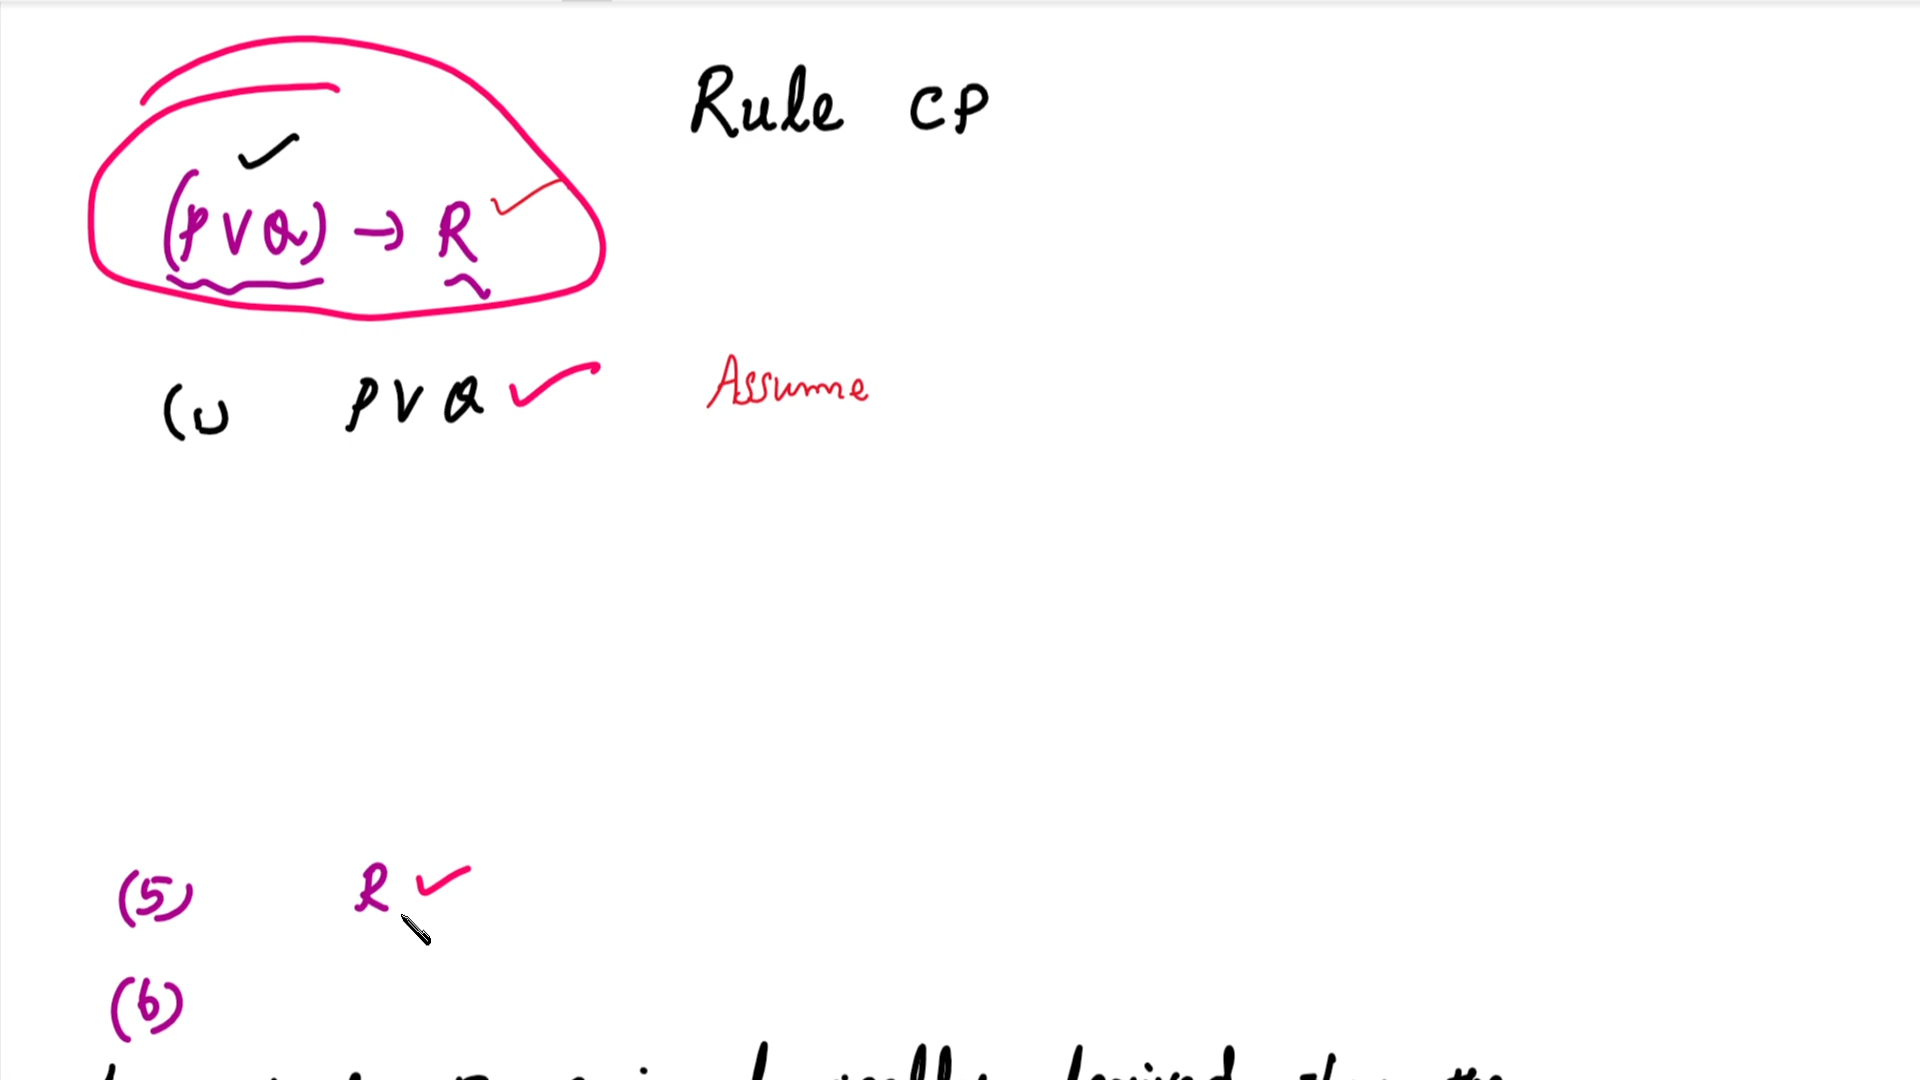 Rule CP
(P V Q) → R
(1) P V Q Assume
(5) R
(6)